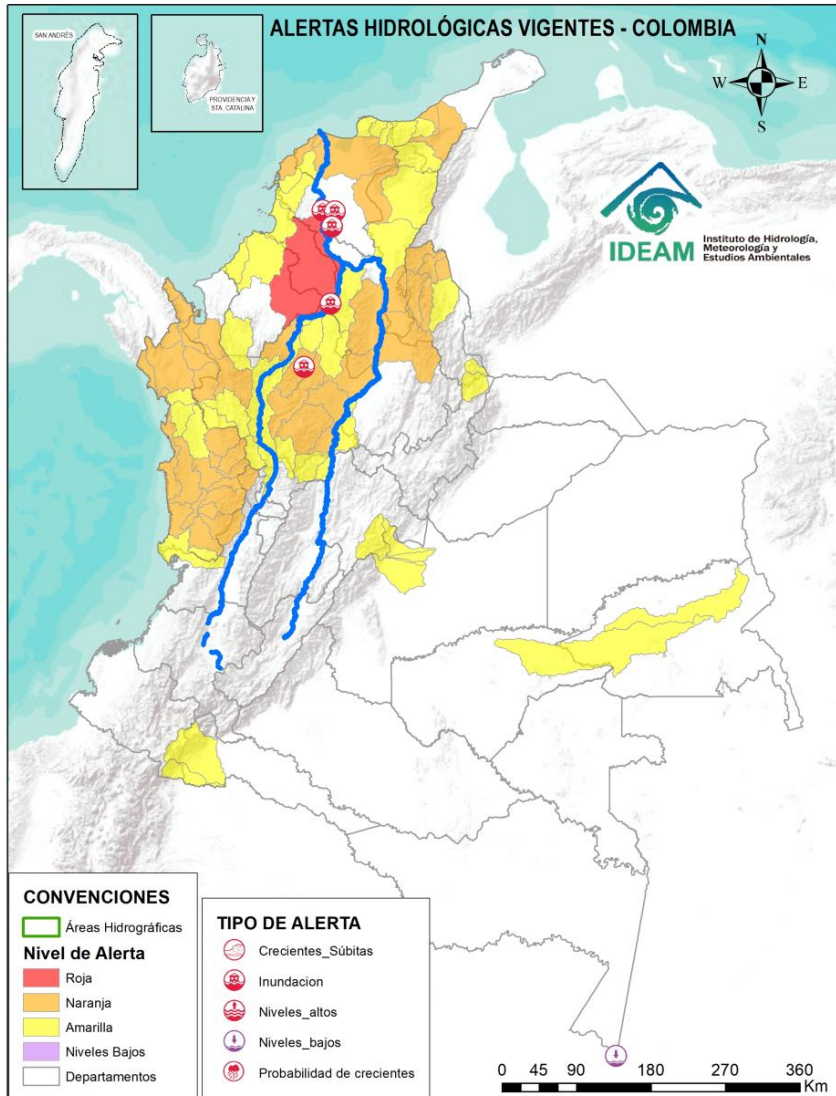 ALERTAS HIDROLÓGICAS VIGENTES - COLOMBIA
SAN ANDRÉS
PROVIDENCIA Y
STA. CATALINA
N
W
E
S
IDEAM
Instituto de Hidrología,
Meteorología y
Estudios Ambientales
CONVENCIONES
Áreas Hidrográficas
Nivel de Alerta
Roja
Naranja
Amarilla
Niveles Bajos
Departamentos
TIPO DE ALERTA
Crecientes_Súbitas
Inundacion
Niveles_altos
Niveles_bajos
Probabilidad de crecientes
0 45 90 180 270 360
Km